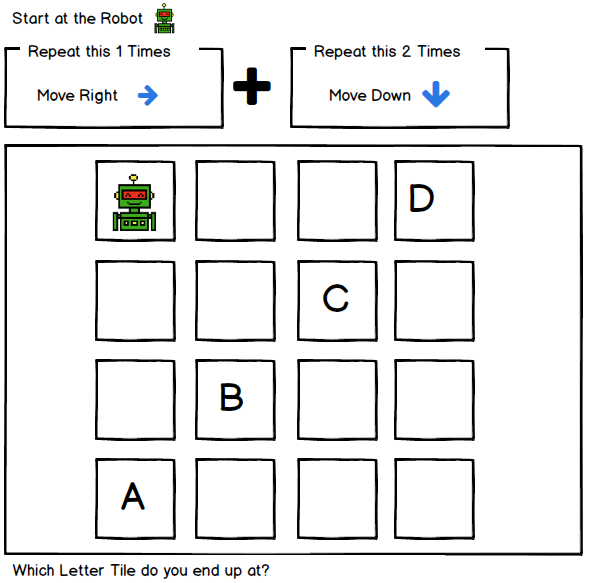 Start at the Robot
Repeat this 1 Times
Move Right
Repeat this 2 Times
Move Down
D
C
B
A
Which Letter Tile do you end up at?